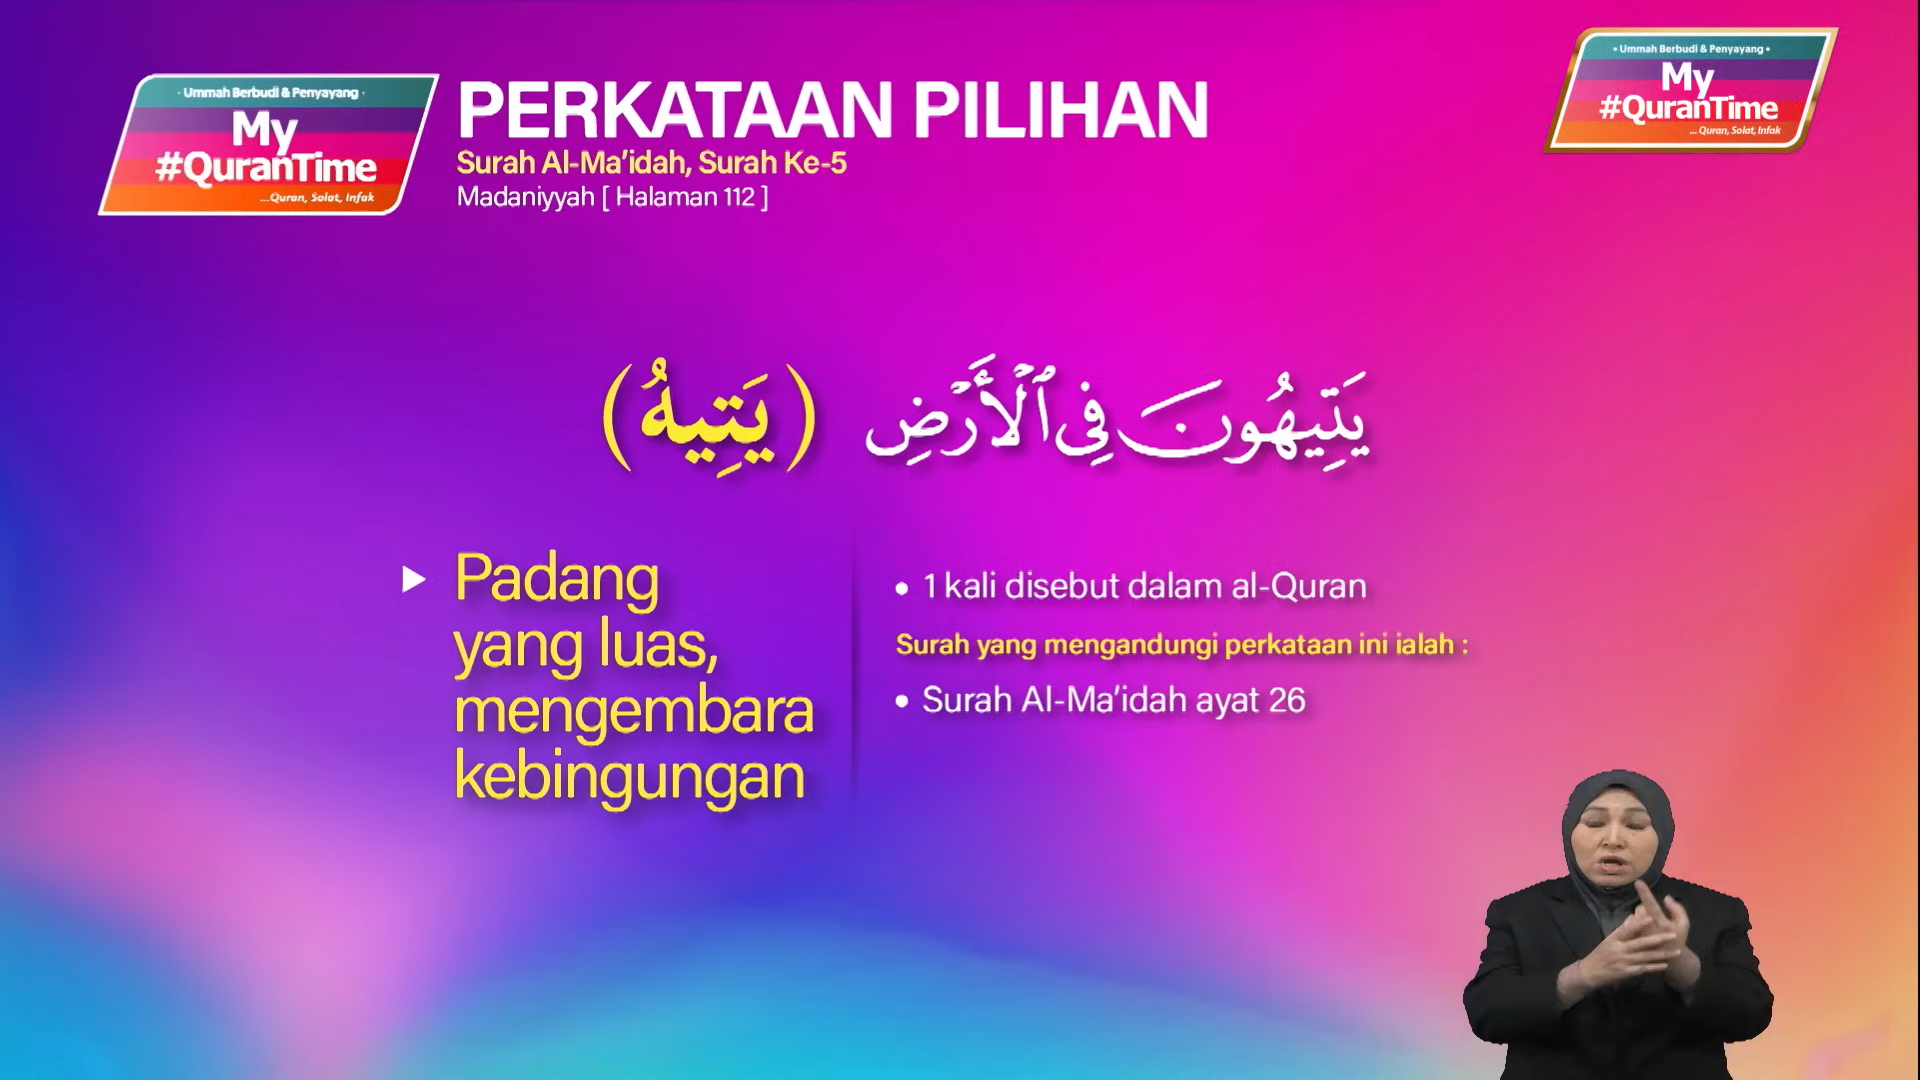 · Ummah Berbudi & Penyayang ·
My
#QuranTime
...Quran, Solat, Infak
PERKATAAN PILIHAN
Surah Al-Ma’idah, Surah Ke-5
Madaniyyah [ Halaman 112 ]
• Ummah Berbudi & Penyayang •
My
#QuranTime
... Quran, Solat, Infak
يَتِيهُونَ فِى ٱلْأَرْضِ (يَتِيهُ)
Padang
yang luas,
mengembara
kebingungan
• 1 kali disebut dalam al-Quran
Surah yang mengandungi perkataan ini ialah :
• Surah Al-Ma’idah ayat 26